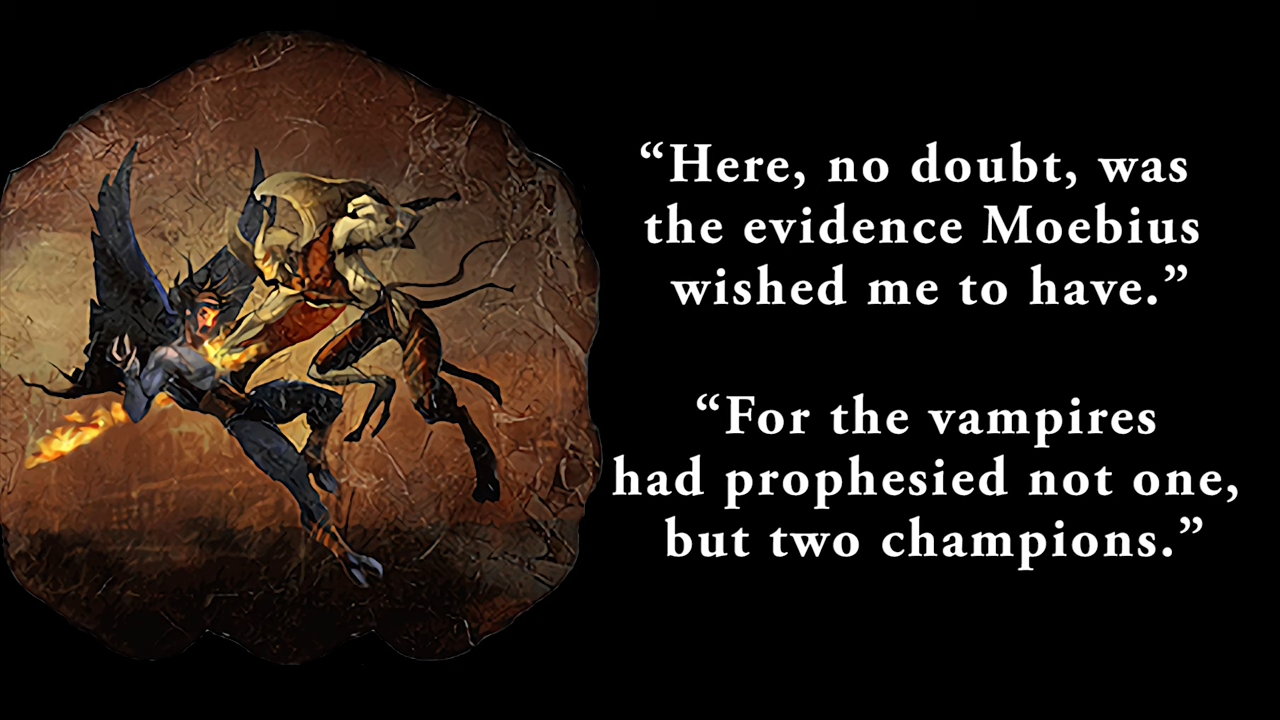 “Here, no doubt, was
the evidence Moebius
wished me to have.”
“For the vampires
had prophesied not one,
but two champions.”